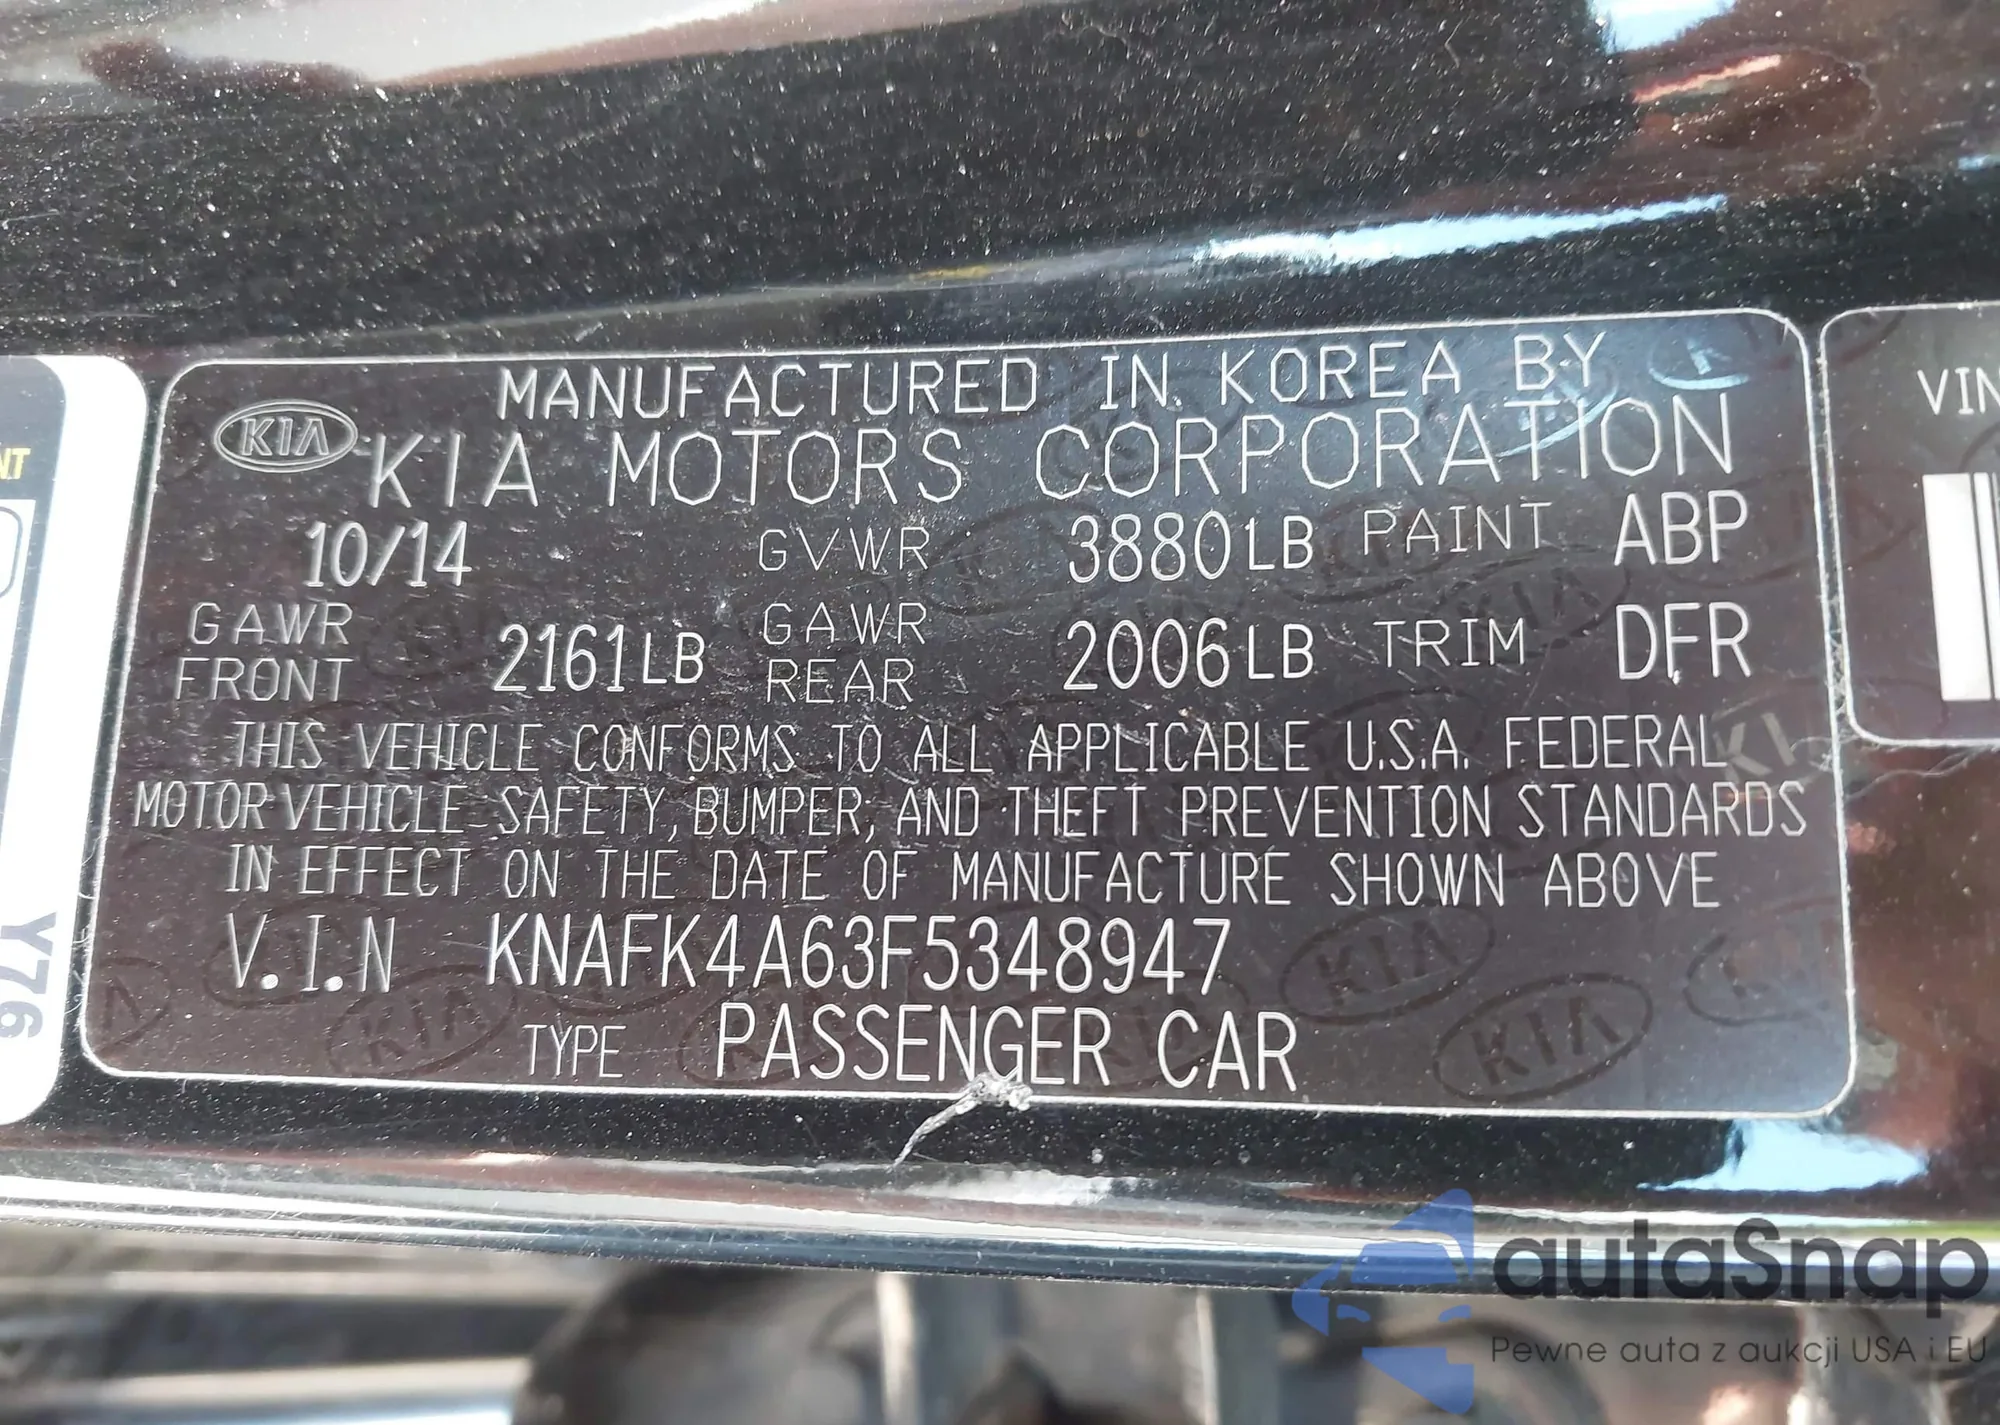 MANUFACTURED IN KOREA BY
KIA KIA MOTORS CORPORATION
10/14 GVWR 3880LB PAINT ABP
GAWR FRONT 2161LB GAWR REAR 2006LB TRIM DFR
THIS VEHICLE CONFORMS TO ALL APPLICABLE U.S.A. FEDERAL
MOTOR VEHICLE SAFETY, BUMPER, AND THEFT PREVENTION STANDARDS
IN EFFECT ON THE DATE OF MANUFACTURE SHOWN ABOVE
V.I.N KNAFK4A63F5348947
TYPE PASSENGER CAR
VIN
Y76
autaSnap
Pewne auta z aukcji USA i EU